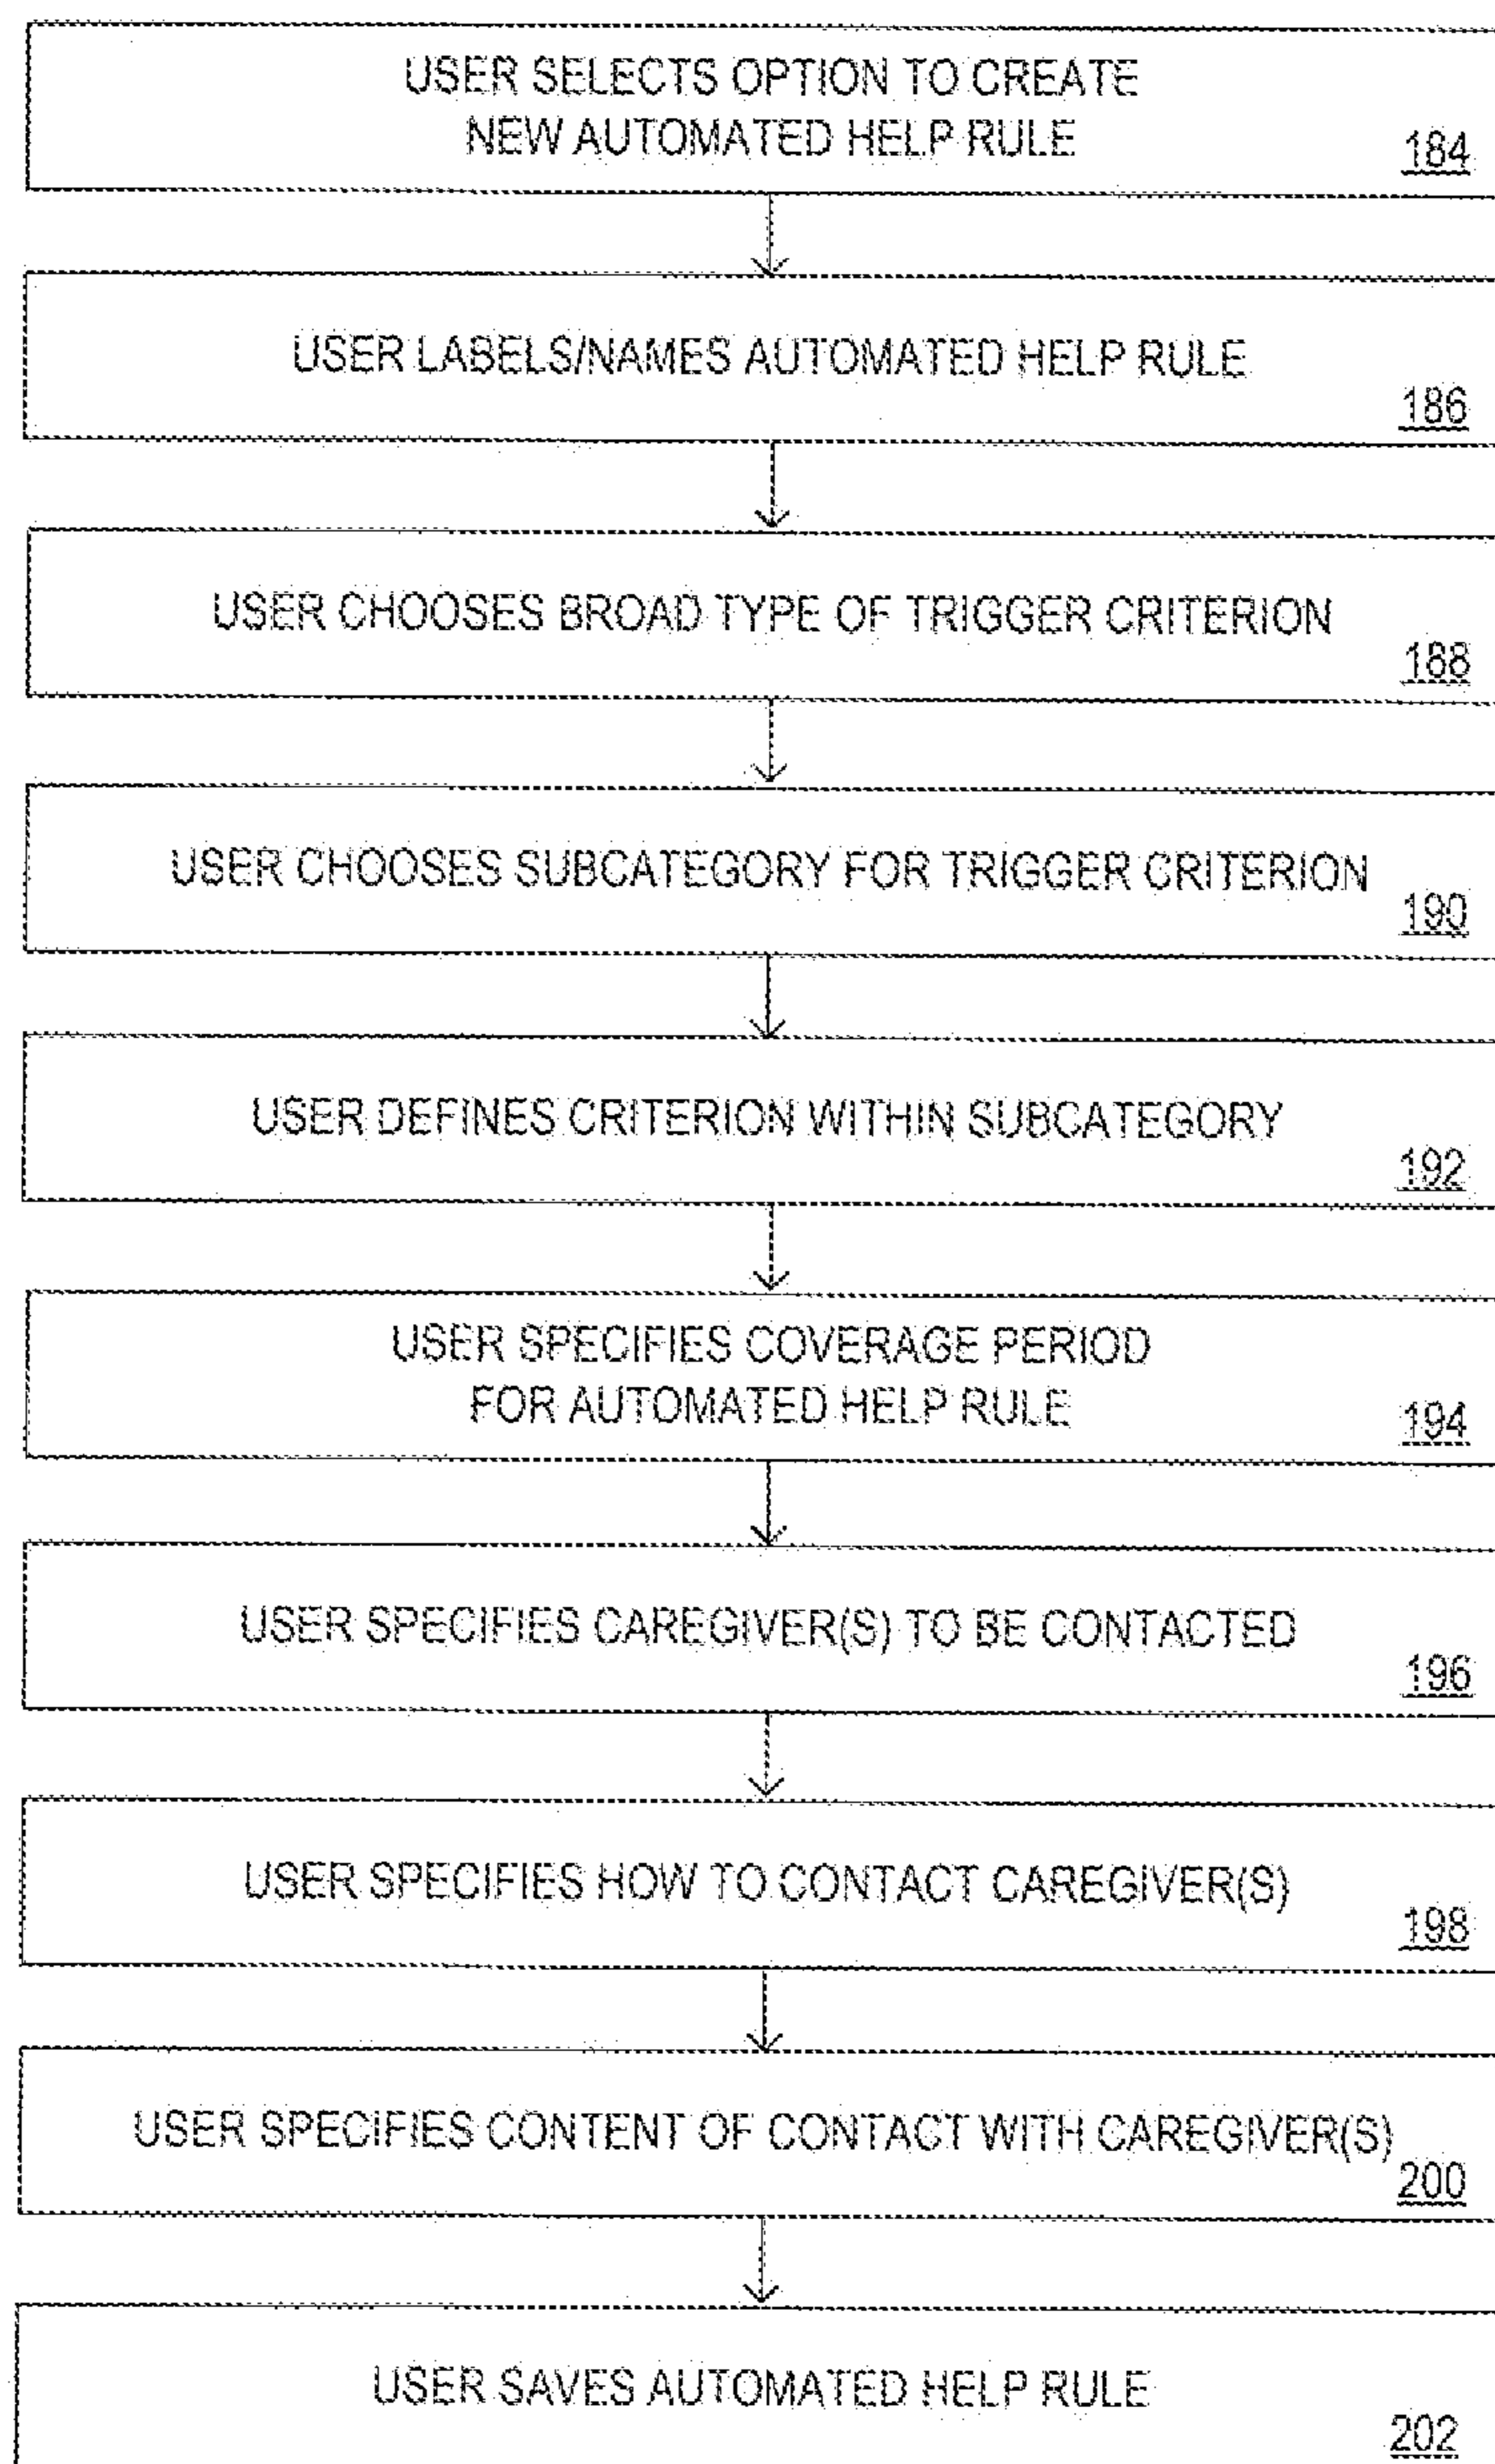 USER SELECTS OPTION TO CREATE
NEW AUTOMATED HELP RULE
184
USER LABELS/NAMES AUTOMATED HELP RULE
186
USER CHOOSES BROAD TYPE OF TRIGGER CRITERION
188
USER CHOOSES SUBCATEGORY FOR TRIGGER CRITERION
190
USER DEFINES CRITERION WITHIN SUBCATEGORY
192
USER SPECIFIES COVERAGE PERIOD
FOR AUTOMATED HELP RULE
194
USER SPECIFIES CAREGIVER(S) TO BE CONTACTED
196
USER SPECIFIES HOW TO CONTACT CAREGIVER(S)
198
USER SPECIFIES CONTENT OF CONTACT WITH CAREGIVER(S)
200
USER SAVES AUTOMATED HELP RULE
202